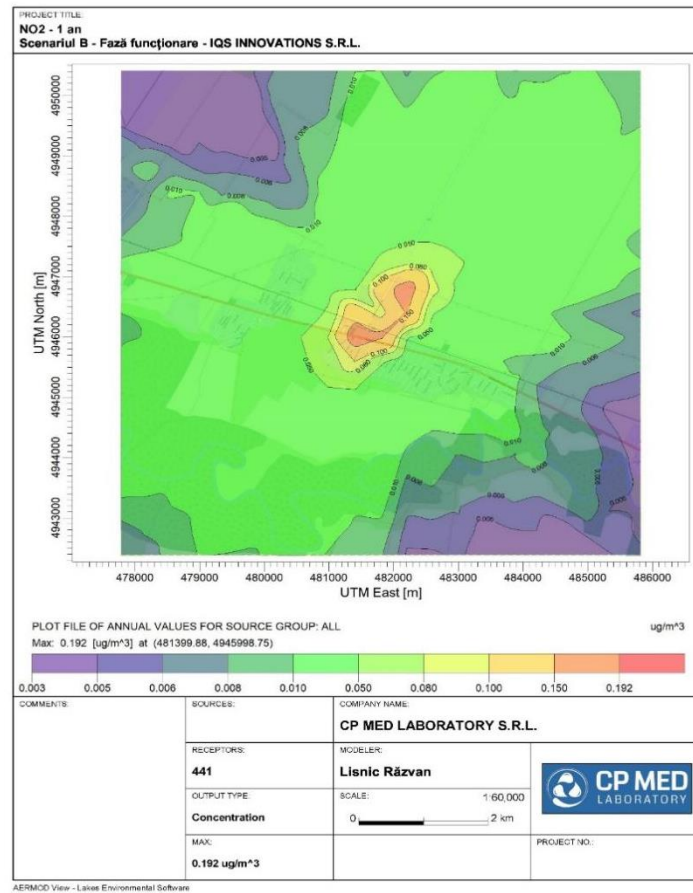 PROJECT TITLE:
NO2 - 1 an
Scenariul B - Fază funcționare - IQS INNOVATIONS S.R.L.
UTM North [m]
4950000
4949000
4948000
4947000
4946000
4945000
4944000
4943000
478000 479000 480000 481000 482000 483000 484000 485000 486000
UTM East [m]
PLOT FILE OF ANNUAL VALUES FOR SOURCE GROUP: ALL
ug/m^3
Max: 0.192 [ug/m^3] at (481399.88, 4945998.75)
0.003 0.005 0.006 0.008 0.010 0.050 0.080 0.100 0.150 0.192
COMMENTS:
SOURCES:
COMPANY NAME:
CP MED LABORATORY S.R.L.
RECEPTORS:
441
MODELER:
Lisnic Răzvan
OUTPUT TYPE:
Concentration
SCALE:
1:60,000
0 2 km
CP MED
LABORATORY
MAX:
0.192 ug/m^3
PROJECT NO.:
AERMOD View - Lakes Environmental Software